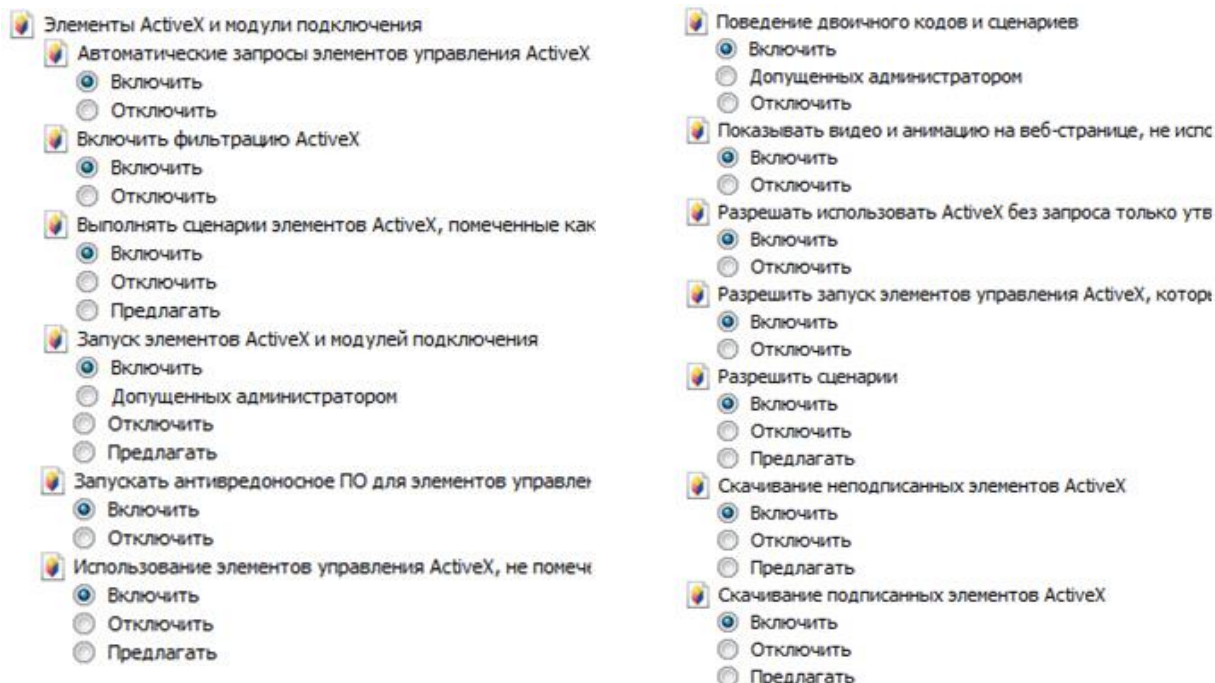 Элементы ActiveX и модули подключения
Автоматические запросы элементов управления ActiveX
Включить
Отключить
Включить фильтрацию ActiveX
Включить
Отключить
Выполнять сценарии элементов ActiveX, помеченные как
Включить
Отключить
Предлагать
Запуск элементов ActiveX и модулей подключения
Включить
Допущенных администратором
Отключить
Предлагать
Запускать антивредоносное ПО для элементов управлен
Включить
Отключить
Использование элементов управления ActiveX, не помече
Включить
Отключить
Предлагать
Поведение двоичного кодов и сценариев
Включить
Допущенных администратором
Отключить
Показывать видео и анимацию на веб-странице, не испо
Включить
Отключить
Разрешать использовать ActiveX без запроса только утв
Включить
Отключить
Разрешить запуск элементов управления ActiveX, которы
Включить
Отключить
Разрешить сценарии
Включить
Отключить
Предлагать
Скачивание неподписанных элементов ActiveX
Включить
Отключить
Предлагать
Скачивание подписанных элементов ActiveX
Включить
Отключить
Предлагать